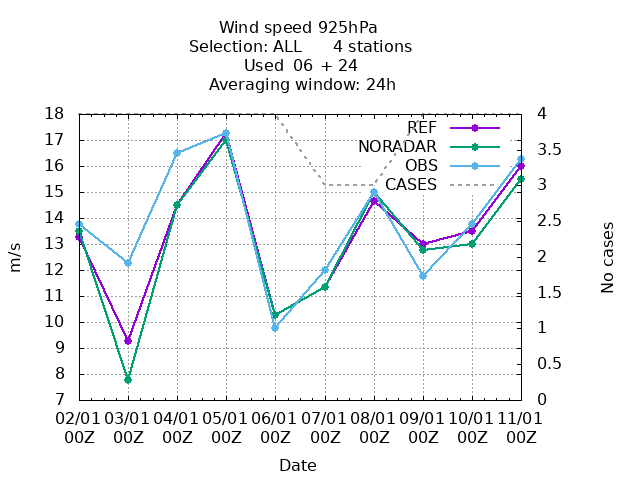 Wind speed 925hPa
Selection: ALL 4 stations
Used 06 + 24
Averaging window: 24h
18
17
16
15
14
13
12
11
10
9
8
7
m/s
4
3.5
3
2.5
2
1.5
1
0.5
0
No cases
REF
NORADAR
OBS
CASES
02/01 03/01 04/01 05/01 06/01 07/01 08/01 09/01 10/01 11/01
00Z 00Z 00Z 00Z 00Z 00Z 00Z 00Z 00Z 00Z
Date